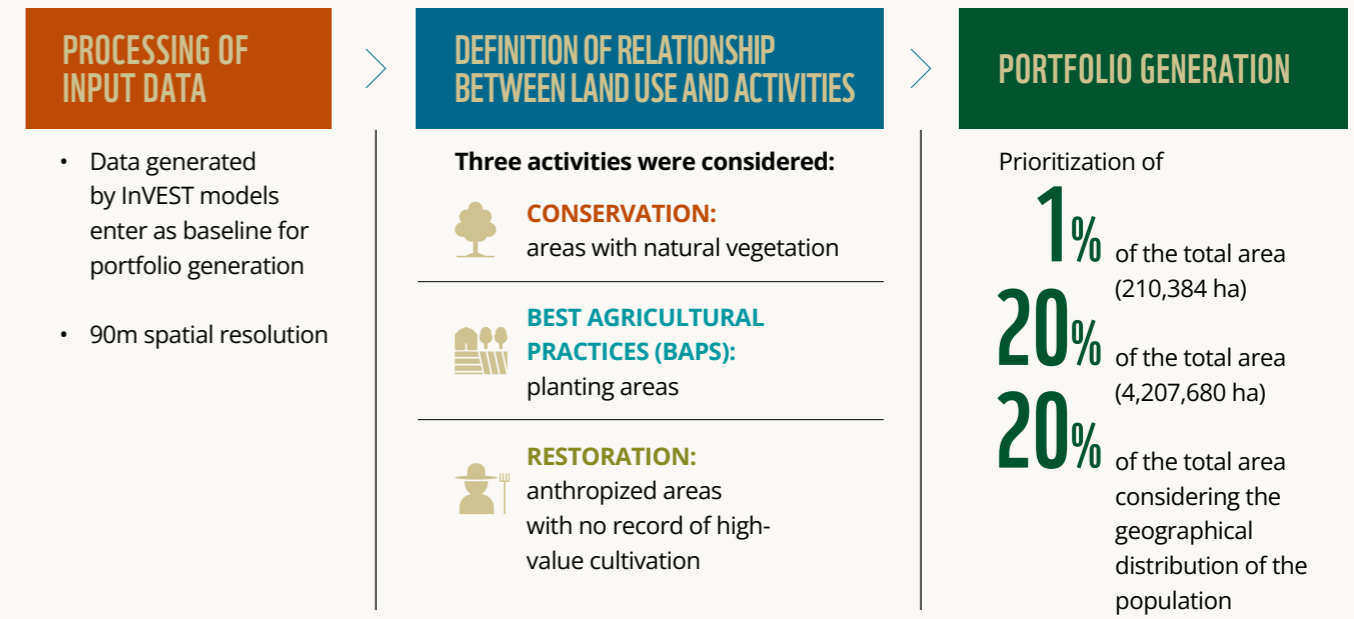 PROCESSING OF
INPUT DATA
• Data generated
by InVEST models
enter as baseline for
portfolio generation
• 90m spatial resolution
DEFINITION OF RELATIONSHIP
BETWEEN LAND USE AND ACTIVITIES
Three activities were considered:
CONSERVATION:
areas with natural vegetation
BEST AGRICULTURAL
PRACTICES (BAPS):
planting areas
RESTORATION:
anthropized areas
with no record of high-
value cultivation
PORTFOLIO GENERATION
Prioritization of
1% of the total area
(210,384 ha)
20% of the total area
(4,207,680 ha)
20% of the total area
considering the
geographical
distribution of the
population